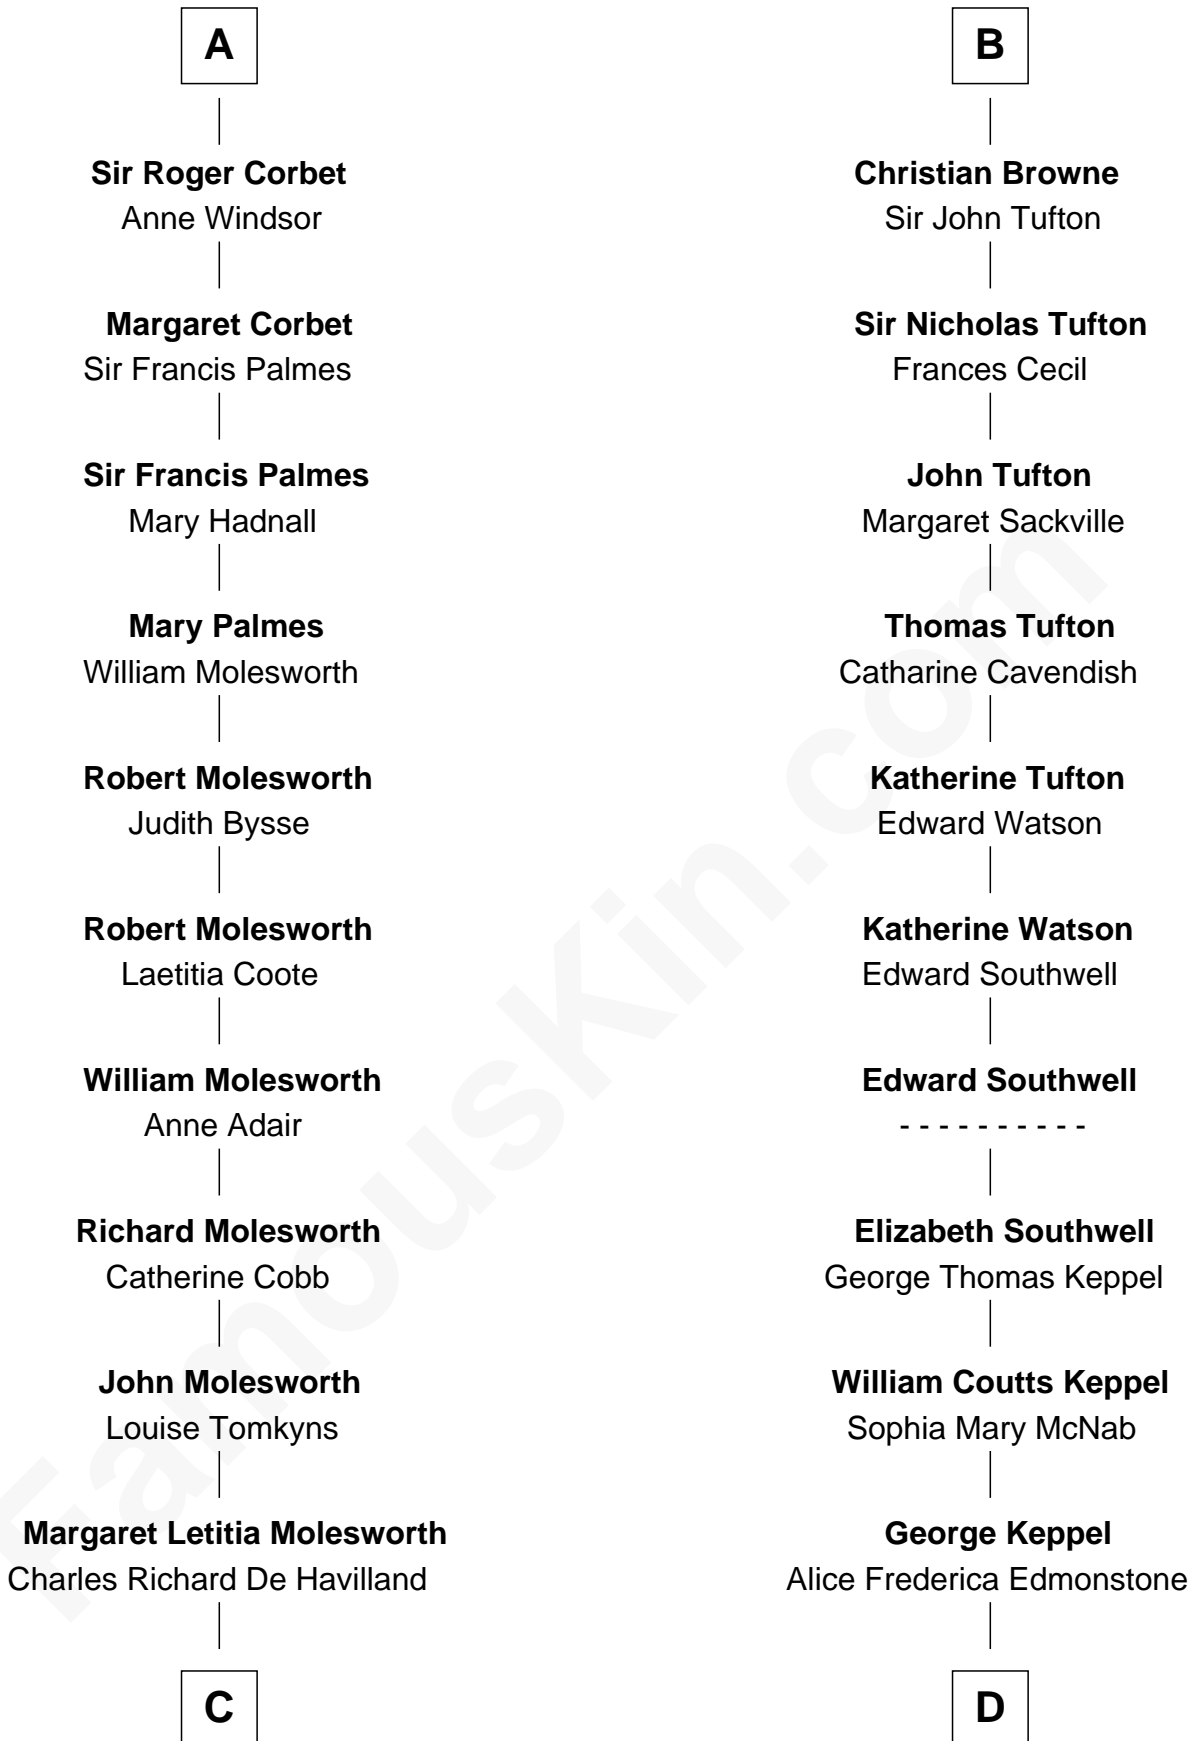 A
Sir Roger Corbet
Anne Windsor
Margaret Corbet
Sir Francis Palmes
Sir Francis Palmes
Mary Hadnall
Mary Palmes
William Molesworth
Robert Molesworth
Judith Bysse
Robert Molesworth
Laetitia Coote
William Molesworth
Anne Adair
Richard Molesworth
Catherine Cobb
John Molesworth
Louise Tomkyns
Margaret Letitia Molesworth
Charles Richard De Havilland
C
B
Christian Browne
Sir John Tufton
Sir Nicholas Tufton
Frances Cecil
John Tufton
Margaret Sackville
Thomas Tufton
Catharine Cavendish
Katherine Tufton
Edward Watson
Katherine Watson
Edward Southwell
Edward Southwell
- - - - - - - - - -
Elizabeth Southwell
George Thomas Keppel
William Coutts Keppel
Sophia Mary McNab
George Keppel
Alice Frederica Edmonstone
D
FamousKin.com